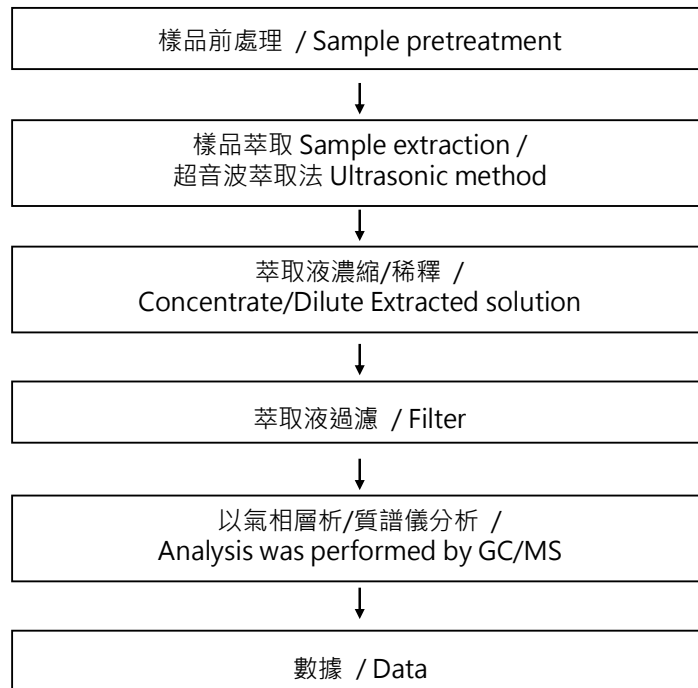 樣品前處理 / Sample pretreatment
樣品萃取 Sample extraction /
超音波萃取法 Ultrasonic method
萃取液濃縮/稀釋 /
Concentrate/Dilute Extracted solution
萃取液過濾 / Filter
以氣相層析/質譜儀分析 /
Analysis was performed by GC/MS
數據 / Data